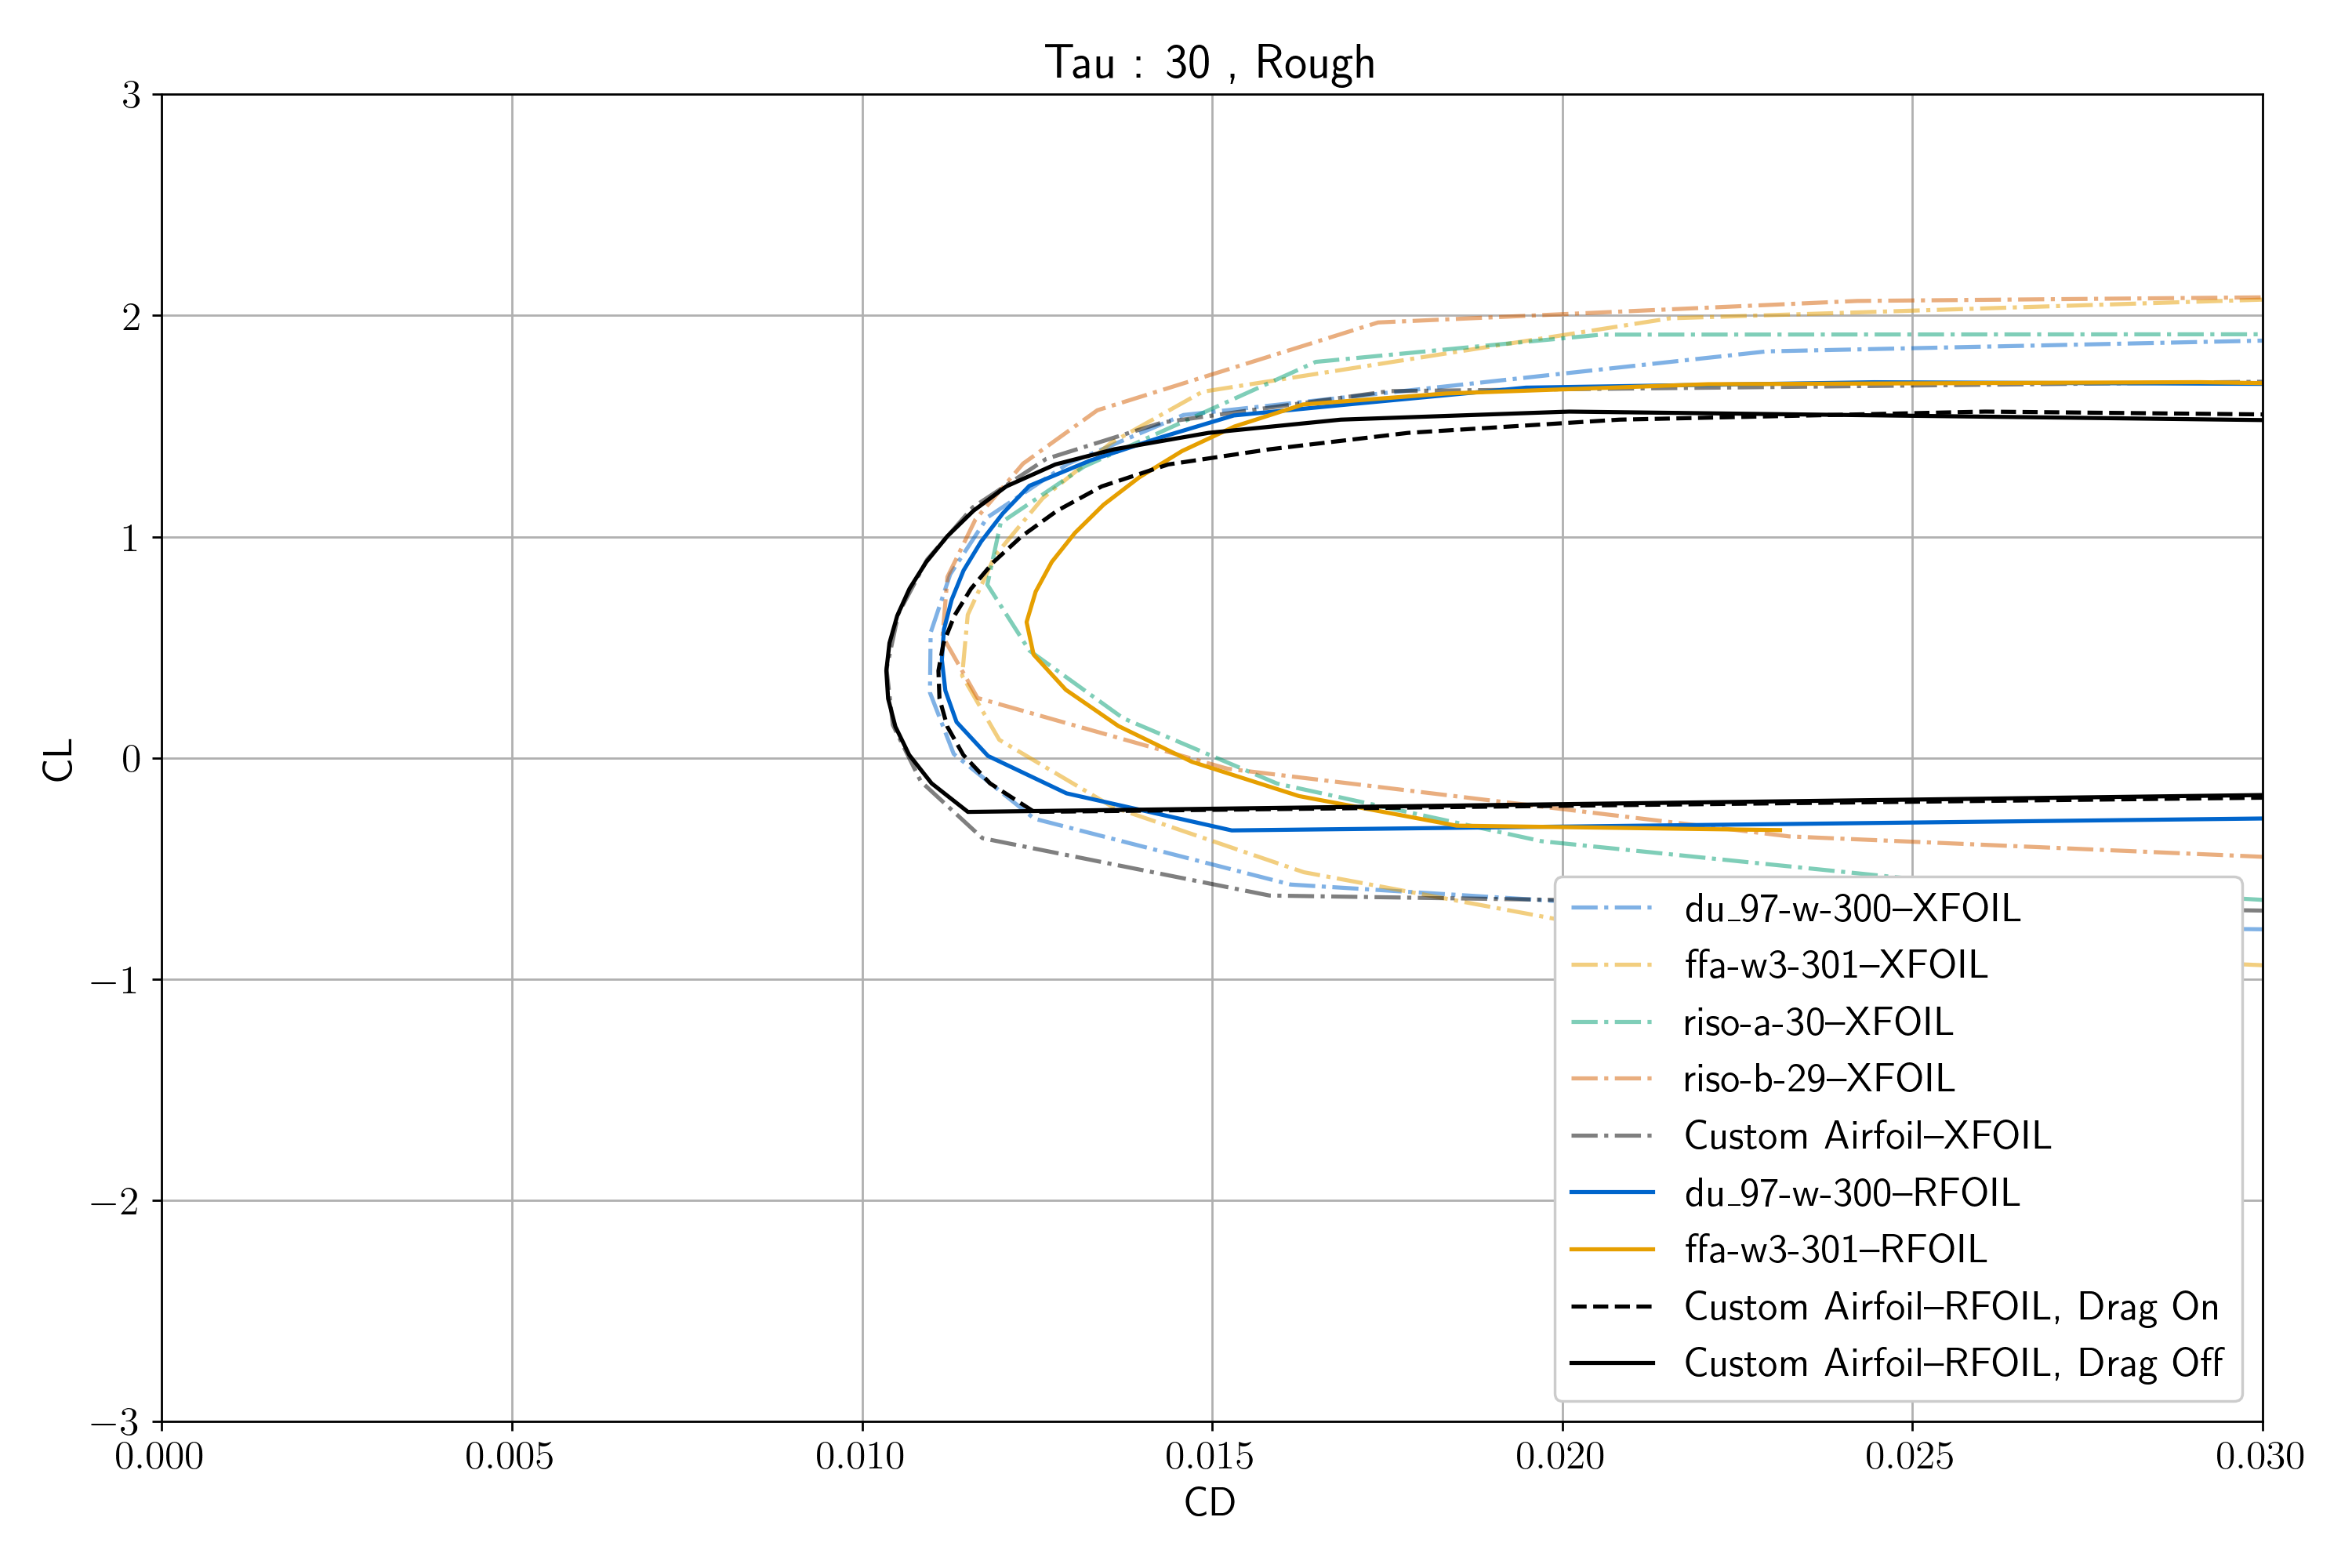 Tau : 30 , Rough
3
2
1
0
−1
−2
−3
CL
0.000 0.005 0.010 0.015 0.020 0.025 0.030
CD
du_97-w-300–XFOIL
ffa-w3-301–XFOIL
riso-a-30–XFOIL
riso-b-29–XFOIL
Custom Airfoil–XFOIL
du_97-w-300–RFOIL
ffa-w3-301–RFOIL
Custom Airfoil–RFOIL, Drag On
Custom Airfoil–RFOIL, Drag Off